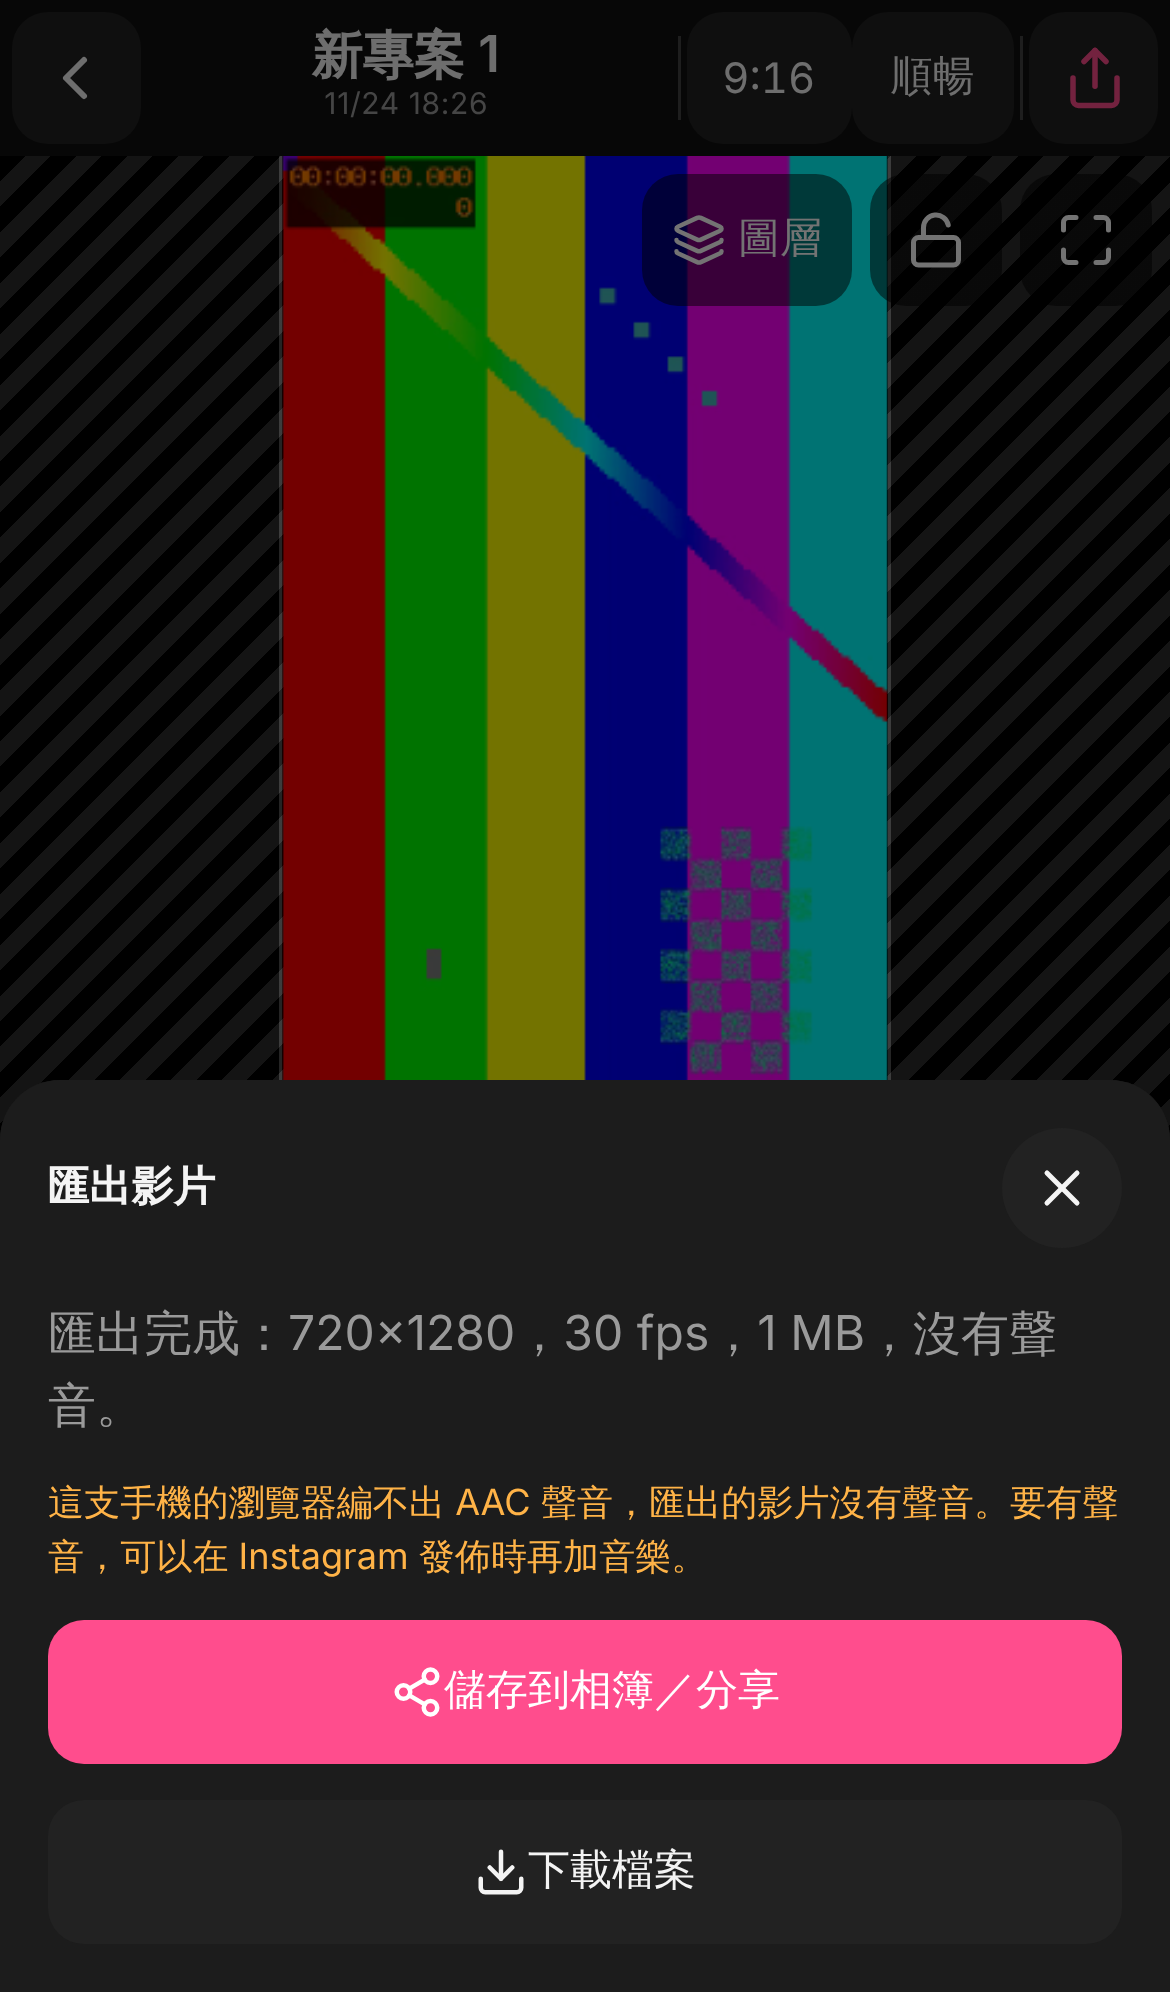 新專案 1
11/24 18:26
9:16
順暢
00:00:00.000
0
圖層
匯出影片
匯出完成：720×1280，30 fps，1 MB，沒有聲
音。
這支手機的瀏覽器編不出 AAC 聲音，匯出的影片沒有聲音。要有聲
音，可以在 Instagram 發佈時再加音樂。
儲存到相簿／分享
下載檔案